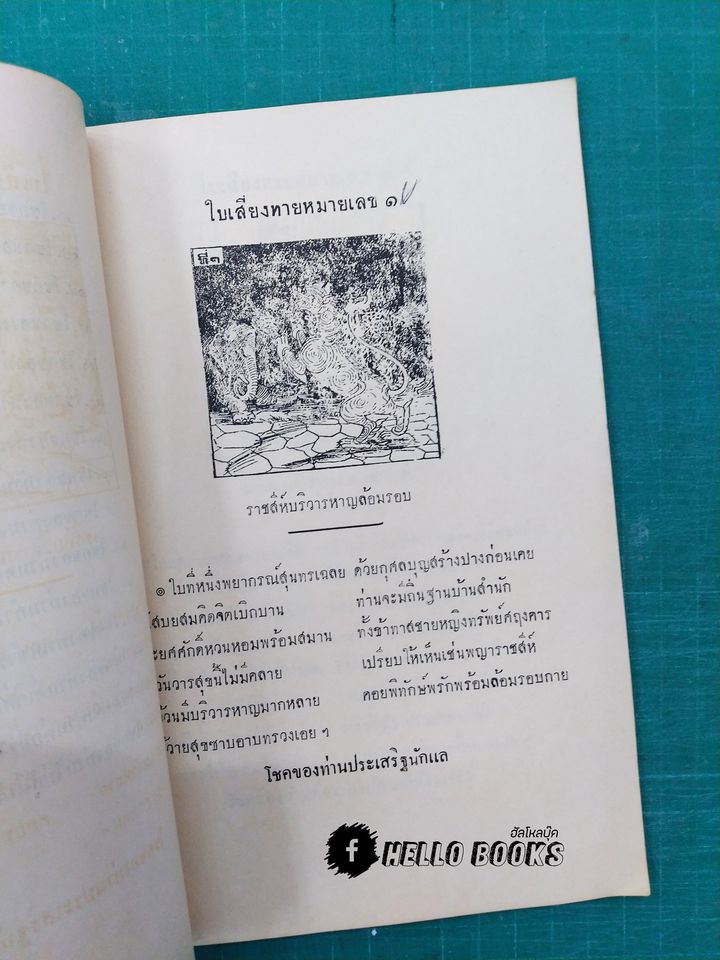 ใบเสี่ยงทายหมายเลข ๑
ที่๑
ราชสีห์บริวารหาญล้อมรอบ
๏ ใบที่หนึ่งพยากรณ์สุนทรเฉลย ด้วยกุศลบุญสร้างปางก่อนเคย
สบยสมคิดจิตเบิกบาน ท่านจะมีถิ่นฐานบ้านสำนัก
ยศศักดิ์หวนหอมพร้อมสมาน ทั้งข้าทาสชายหญิงทรัพย์ศฤงคาร
วันวารสุขนี้ไม่มีคลาย เปรียบให้เห็นเช่นพญาราชสีห์
ล้วนมีบริวารหาญมากหลาย คอยพิทักษ์พรักพร้อมล้อมรอบกาย
วายสุขซาบอาบทรวงเอย ฯ
โชคของท่านประเสริฐนักแล
ฮัลโหลบุ๊ค
f HELLO BOOKS